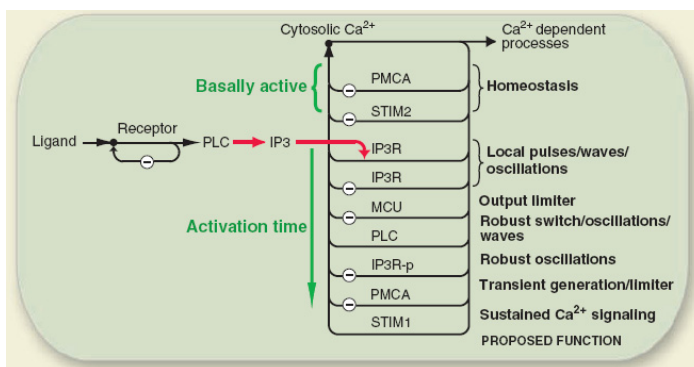 Cytosolic Ca²⁺
Ca²⁺ dependent
processes
Basally active
PMCA
Homeostasis
STIM2
Ligand
Receptor
PLC
IP3
IP3R
Local pulses/waves/
oscillations
IP3R
Activation time
MCU
Output limiter
Robust switch/oscillations/
waves
PLC
IP3R-p
Robust oscillations
PMCA
Transient generation/limiter
STIM1
Sustained Ca²⁺ signaling
PROPOSED FUNCTION